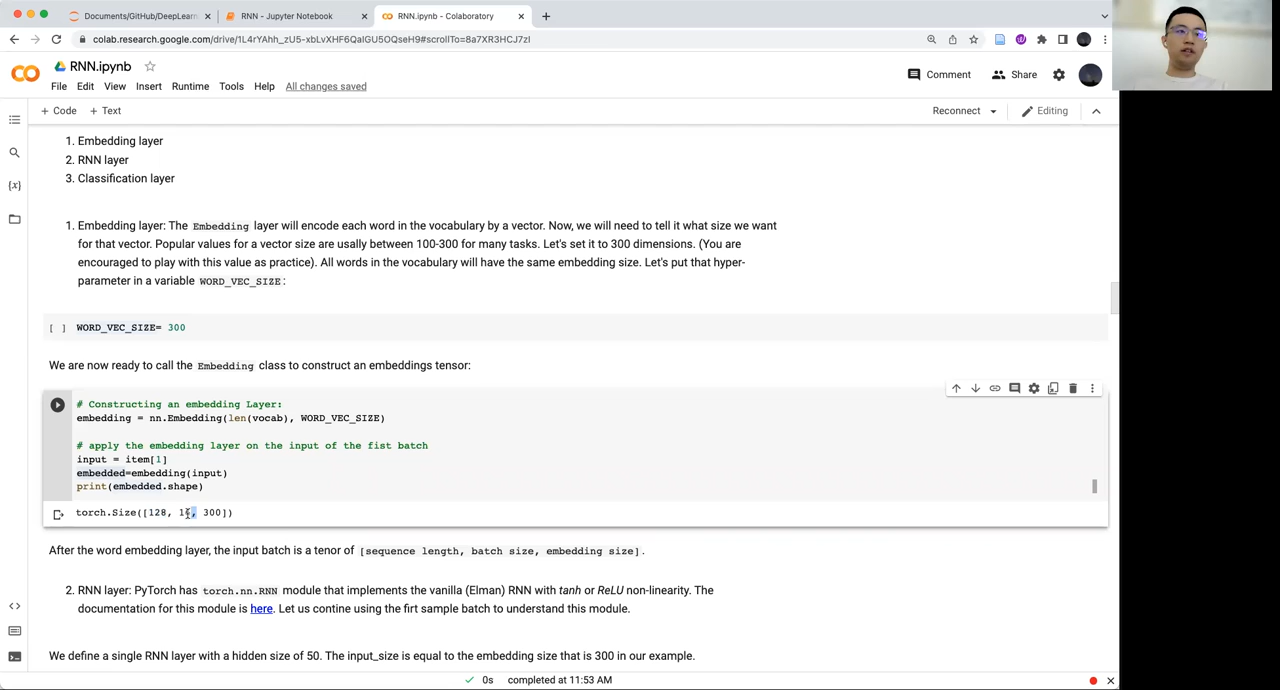 Documents/GitHub/DeepLearn
RNN - Jupyter Notebook
RNN.ipynb - Colaboratory
colab.research.google.com/drive/1L4rYAhh_zU5-xbLvXHF6QaIGU5OQseH9#scrollTo=8a7XR3HCJ7zI
RNN.ipynb
Comment
Share
File Edit View Insert Runtime Tools Help All changes saved
+ Code + Text
Reconnect
Editing
1. Embedding layer
2. RNN layer
3. Classification layer
1. Embedding layer: The Embedding layer will encode each word in the vocabulary by a vector. Now, we will need to tell it what size we want
for that vector. Popular values for a vector size are usally between 100-300 for many tasks. Let's set it to 300 dimensions. (You are
encouraged to play with this value as practice). All words in the vocabulary will have the same embedding size. Let's put that hyper-
parameter in a variable WORD_VEC_SIZE:
[ ] WORD_VEC_SIZE= 300
We are now ready to call the Embedding class to construct an embeddings tensor:
# Constructing an embedding Layer:
embedding = nn.Embedding(len(vocab), WORD_VEC_SIZE)
# apply the embedding layer on the input of the fist batch
input = item[1]
embedded=embedding(input)
print(embedded.shape)
torch.Size([128, , 300])
After the word embedding layer, the input batch is a tenor of [sequence length, batch size, embedding size].
2. RNN layer: PyTorch has torch.nn.RNN module that implements the vanilla (Elman) RNN with tanh or ReLU non-linearity. The
documentation for this module is here. Let us contine using the firt sample batch to understand this module.
We define a single RNN layer with a hidden size of 50. The input_size is equal to the embedding size that is 300 in our example.
0s completed at 11:53 AM